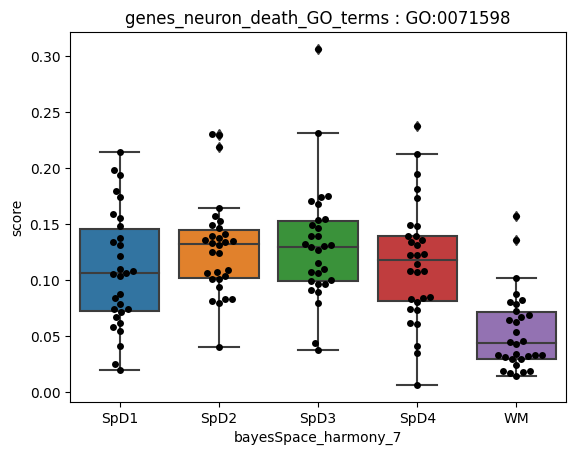 genes_neuron_death_GO_terms : GO:0071598
score
0.30
0.25
0.20
0.15
0.10
0.05
0.00
SpD1 SpD2 SpD3 SpD4 WM
bayesSpace_harmony_7